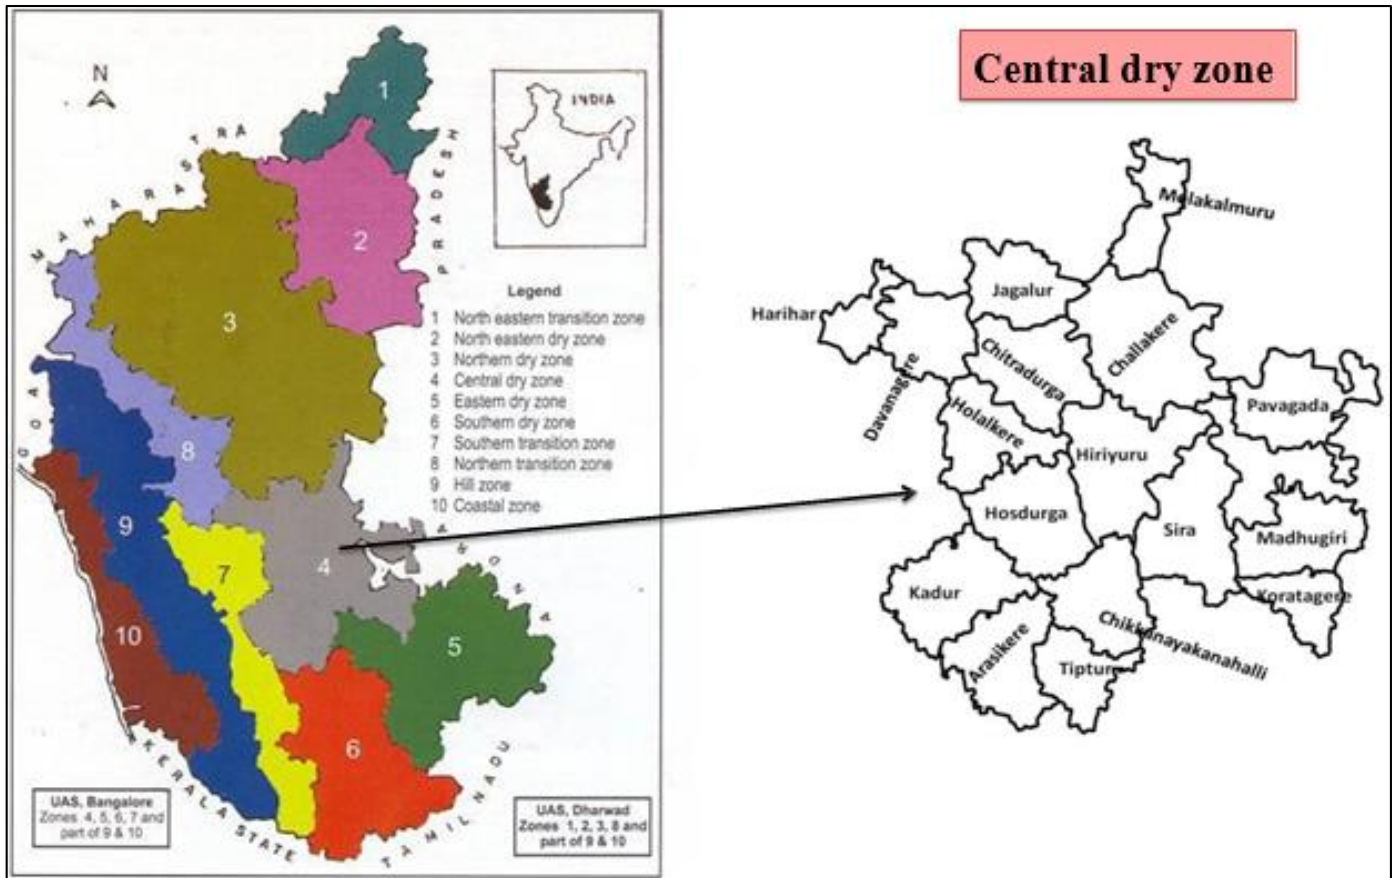 N
MAHARASTRA
PRADESH
GOA
KERALA STATE
TAMIL NADU
INDIA
1
2
3
4
5
6
7
8
9
10
Legend
1 North eastern transition zone
2 North eastern dry zone
3 Northern dry zone
4 Central dry zone
5 Eastern dry zone
6 Southern dry zone
7 Southern transition zone
8 Northern transition zone
9 Hill zone
10 Coastal zone
UAS, Bangalore
Zones 4, 5, 6, 7 and
part of 9 & 10
UAS, Dharwad
Zones 1, 2, 3, 8 and
part of 9 & 10
Central dry zone
Molakalmuru
Jagalur
Harihar
Challakere
Chitradurga
Davanagere
Pavagada
Holalkere
Hiriyuru
Hosdurga
Sira
Madhugiri
Kadur
Koratagere
Chikkanayakanahalli
Arasikere
Tiptur